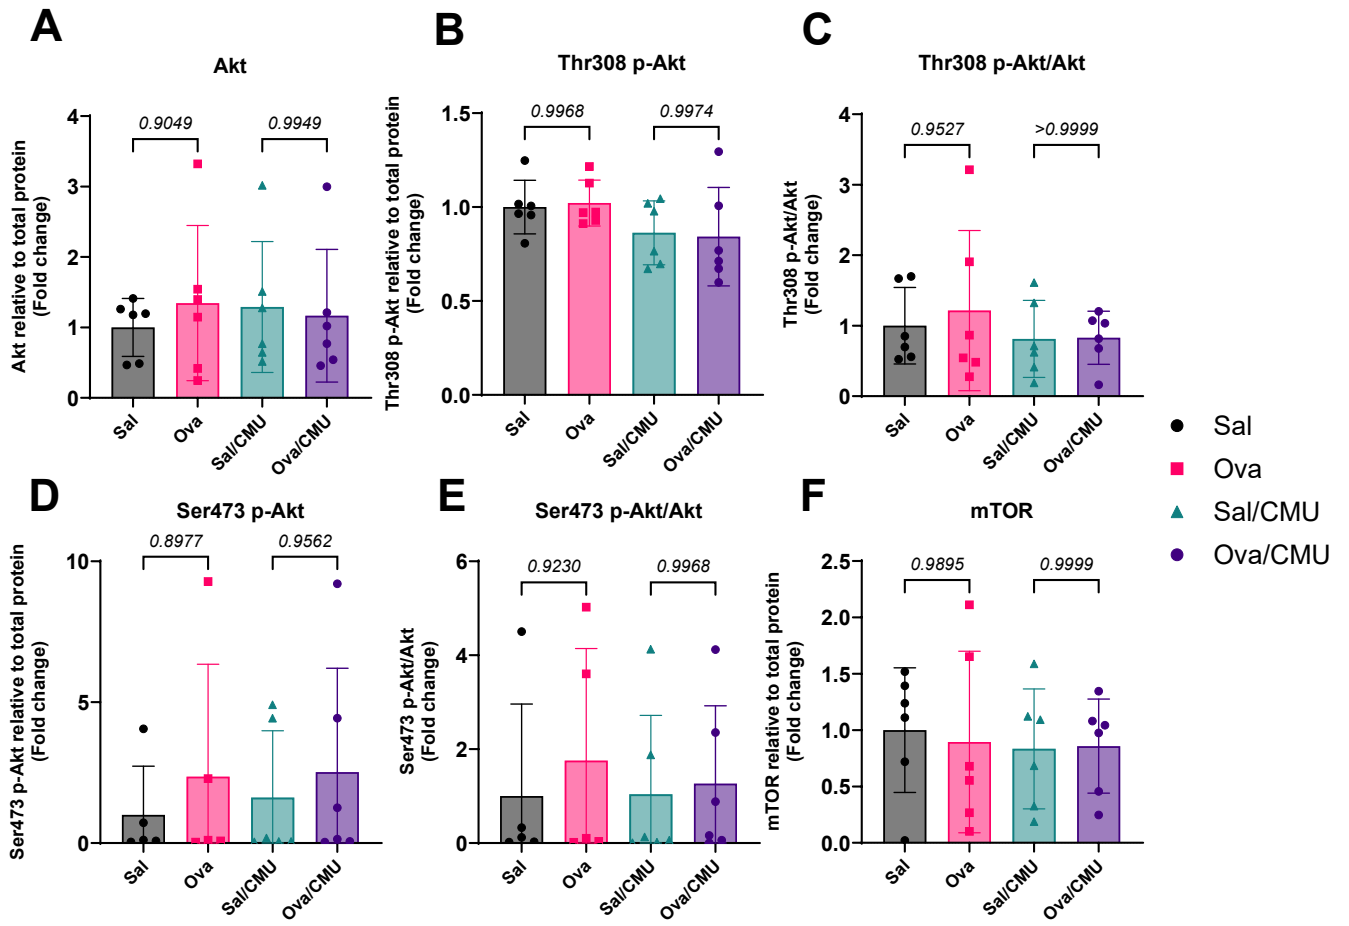 A
Akt
Akt relative to total protein
(Fold change)
4
3
2
1
0
0.9049
0.9949
Sal
Ova
Sal/CMU
Ova/CMU
B
Thr308 p-Akt
Thr308 p-Akt relative to total protein
(Fold change)
1.5
1.0
0.5
0.0
0.9968
0.9974
Sal
Ova
Sal/CMU
Ova/CMU
C
Thr308 p-Akt/Akt
Thr308 p-Akt/Akt
(Fold change)
4
3
2
1
0
0.9527
>0.9999
Sal
Ova
Sal/CMU
Ova/CMU
Sal
Ova
Sal/CMU
Ova/CMU
D
Ser473 p-Akt
Ser473 p-Akt relative to total protein
(Fold change)
10
5
0
0.8977
0.9562
Sal
Ova
Sal/CMU
Ova/CMU
E
Ser473 p-Akt/Akt
Ser473 p-Akt/Akt
(Fold change)
6
4
2
0
0.9230
0.9968
Sal
Ova
Sal/CMU
Ova/CMU
F
mTOR
mTOR relative to total protein
(Fold change)
2.5
2.0
1.5
1.0
0.5
0.0
0.9895
0.9999
Sal
Ova
Sal/CMU
Ova/CMU